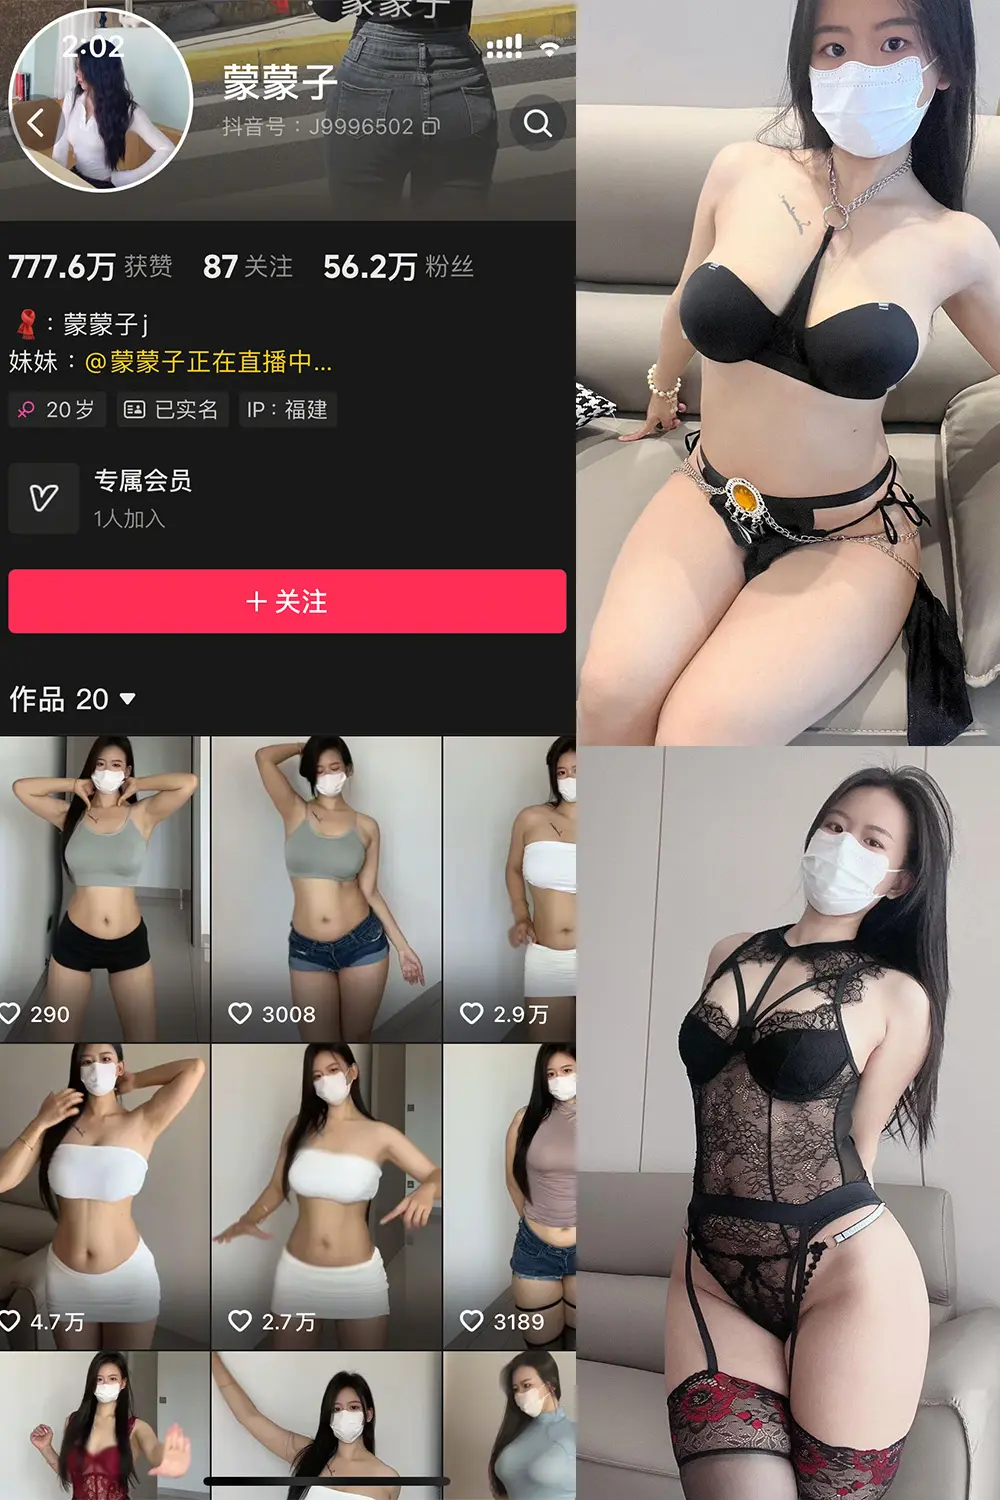 蒙蒙子
2:02
蒙蒙子
抖音号：J9996502
777.6万 获赞 87 关注 56.2万 粉丝
：蒙蒙子j
妹妹：@蒙蒙子正在直播中...
20岁 已实名 IP：福建
专属会员
1人加入
＋关注
作品 20
290
3008
2.9万
4.7万
2.7万
3189